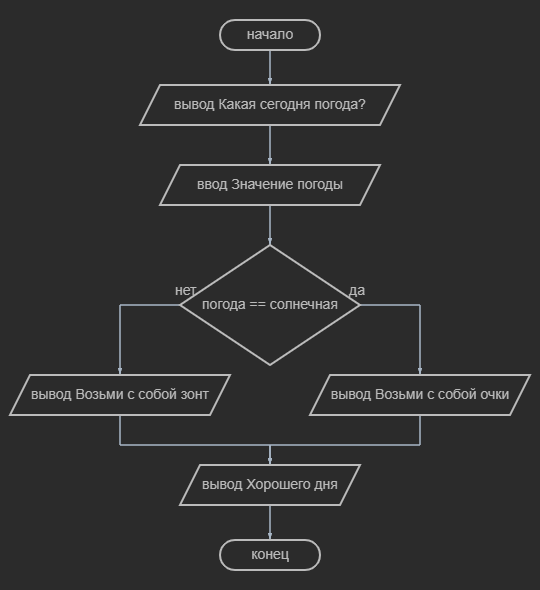 начало
вывод Какая сегодня погода?
ввод Значение погоды
нет
да
погода == солнечная
вывод Возьми с собой зонт
вывод Возьми с собой очки
вывод Хорошего дня
конец